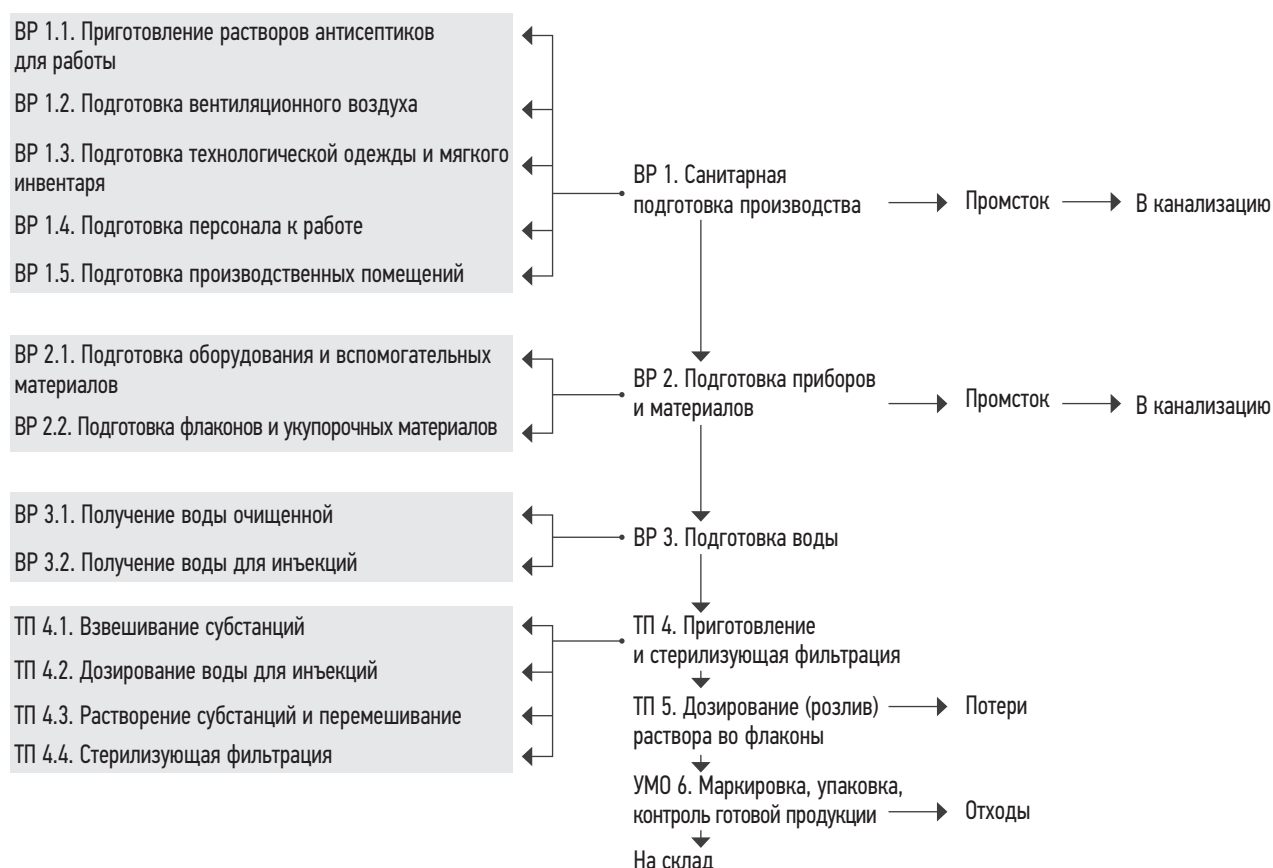 ВР 1.1. Приготовление растворов антисептиков
для работы
ВР 1.2. Подготовка вентиляционного воздуха
ВР 1.3. Подготовка технологической одежды и мягкого
инвентаря
ВР 1.4. Подготовка персонала к работе
ВР 1.5. Подготовка производственных помещений
ВР 1. Санитарная
подготовка производства
Промсток
В канализацию
ВР 2.1. Подготовка оборудования и вспомогательных
материалов
ВР 2.2. Подготовка флаконов и укупорочных материалов
ВР 2. Подготовка приборов
и материалов
Промсток
В канализацию
ВР 3.1. Получение воды очищенной
ВР 3.2. Получение воды для инъекций
ВР 3. Подготовка воды
ТП 4.1. Взвешивание субстанций
ТП 4.2. Дозирование воды для инъекций
ТП 4.3. Растворение субстанций и перемешивание
ТП 4.4. Стерилизующая фильтрация
ТП 4. Приготовление
и стерилизующая фильтрация
ТП 5. Дозирование (розлив)
раствора во флаконы
Потери
УМО 6. Маркировка, упаковка,
контроль готовой продукции
Отходы
На склад